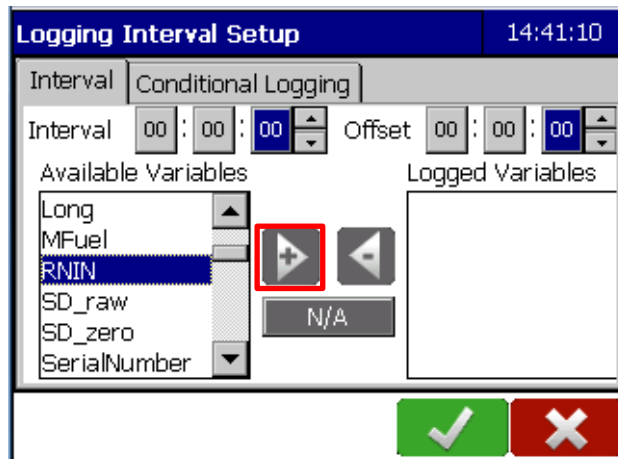 Logging Interval Setup 14:41:10
Interval Conditional Logging
Interval 00 : 00 : 00 Offset 00 : 00 : 00
Available Variables Logged Variables
Long
MFuel
RNIN
SD_raw
SD_zero
SerialNumber
+ -
N/A